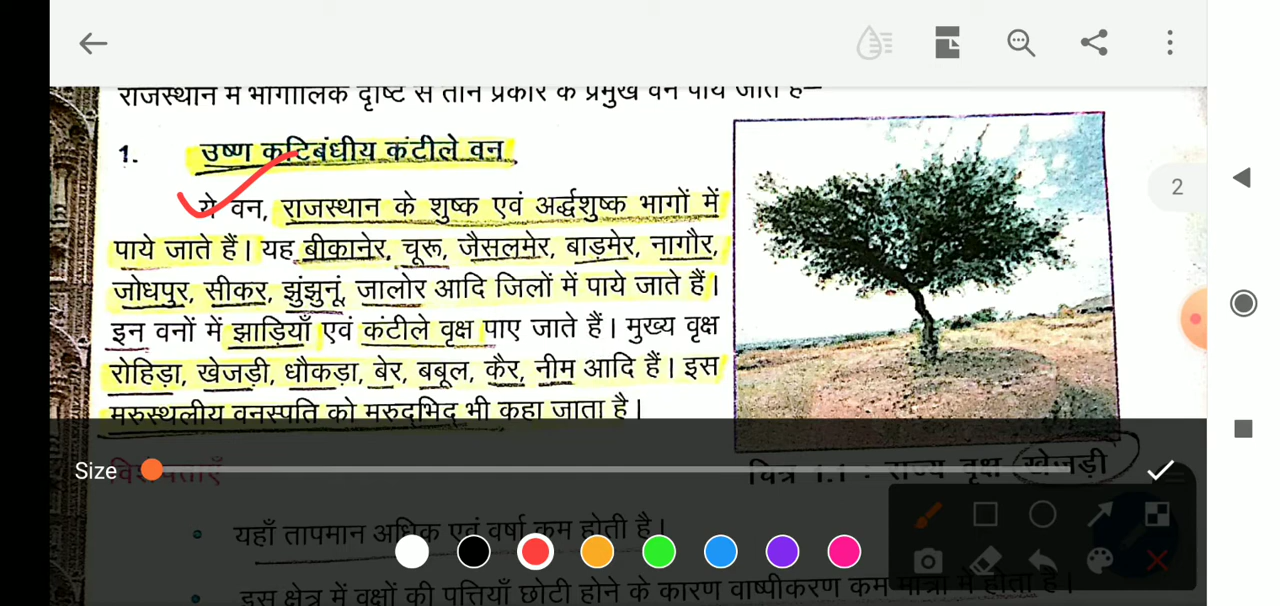 राजस्थान में भौगोलिक दृष्टि से तीन प्रकार के प्रमुख वन पाये जाते हैं–
1. उष्ण कटिबंधीय कंटीले वन
ये वन, राजस्थान के शुष्क एवं अर्द्धशुष्क भागों में
पाये जाते हैं। यह बीकानेर, चूरू, जैसलमेर, बाड़मेर, नागौर,
जोधपुर, सीकर, झुंझुनूं, जालोर आदि जिलों में पाये जाते हैं।
इन वनों में झाड़ियाँ एवं कंटीले वृक्ष पाए जाते हैं। मुख्य वृक्ष
रोहिड़ा, खेजड़ी, धौकड़ा, बेर, बबूल, कैर, नीम आदि हैं। इस
मरुस्थलीय वनस्पति को मरुद्भिद् भी कहा जाता है।
2
चित्र 1.1 : राज्य वृक्ष खेजड़ी
Size
विशेषताएँ
यहाँ तापमान अधिक एवं वर्षा कम होती है।
इस क्षेत्र में वृक्षों की पत्तियाँ छोटी होने के कारण वाष्पीकरण कम मात्रा में होता है।